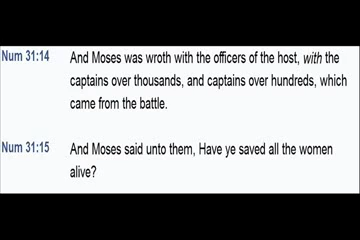 Num 31:14 And Moses was wroth with the officers of the host, with the
captains over thousands, and captains over hundreds, which
came from the battle.
Num 31:15 And Moses said unto them, Have ye saved all the women
alive?